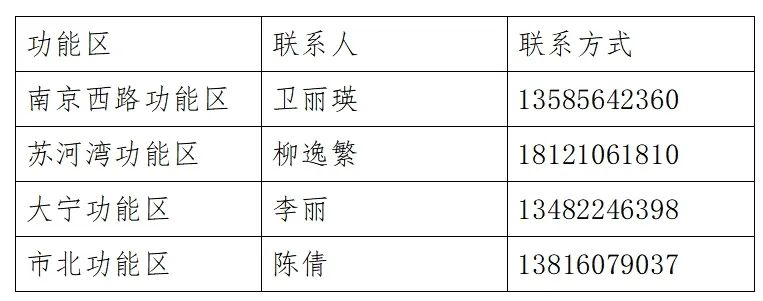 功能区 联系人 联系方式
南京西路功能区 卫丽瑛 13585642360
苏河湾功能区 柳逸繁 18121061810
大宁功能区 李丽 13482246398
市北功能区 陈倩 13816079037